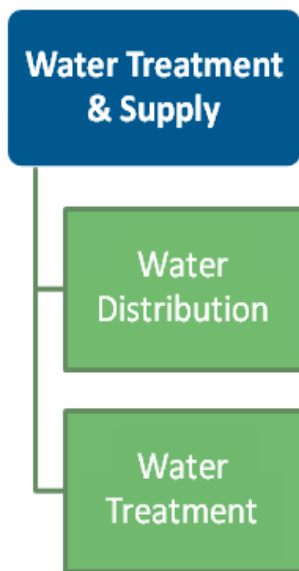 Water Treatment
& Supply
Water
Distribution
Water
Treatment